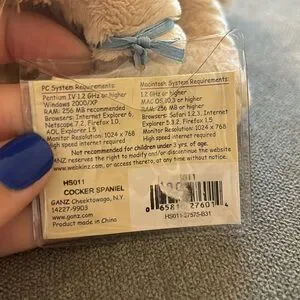 PC System Requirements:
Pentium IV 1.2 GHz or higher
Windows 2000/XP
RAM: 256 MB recommended
Browsers: Internet Explorer 6,
Netscape 7.2, Firefox 1.0,
AOL Explorer 1.5
Monitor Resolution: 1024 x 768
High speed internet required
Macintosh System Requirements:
1.2 GHz or higher
MAC OS 10.3 or higher
RAM: 256 MB or higher
Browsers: Safari 1.2.3, Internet
Explorer 5.2, Firefox 1.5
Monitor Resolution: 1024 x 768
High speed internet required
Not recommended for children under 3 yrs. of age.
GANZ reserves the right to modify and/or discontinue the website
www.webkinz.com, or access thereto, at any time without notice.
HS011
COCKER SPANIEL
GANZ Cheektowaga, N.Y.
14227-9903
www.ganz.com
Product made in China
0 65811 27601 4
HS011-27575-B31